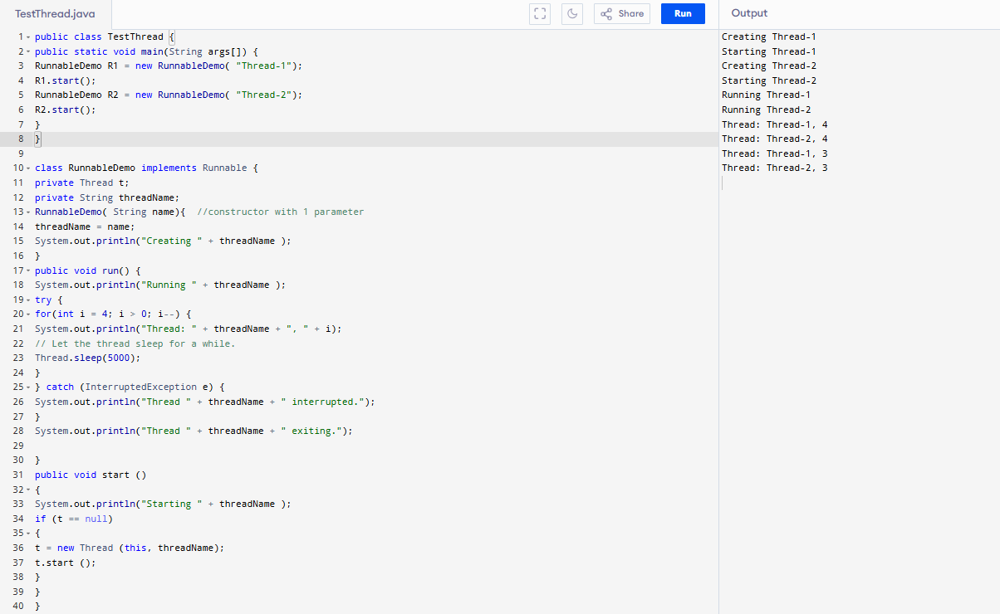 TestThread.java
Share
Run
Output
1 public class TestThread {
2 public static void main(String args[]) {
3 RunnableDemo R1 = new RunnableDemo( "Thread-1");
4 R1.start();
5 RunnableDemo R2 = new RunnableDemo( "Thread-2");
6 R2.start();
7 }
8 }
9
10 class RunnableDemo implements Runnable {
11 private Thread t;
12 private String threadName;
13 RunnableDemo( String name){  //constructor with 1 parameter
14 threadName = name;
15 System.out.println("Creating " + threadName );
16 }
17 public void run() {
18 System.out.println("Running " + threadName );
19 try {
20 for(int i = 4; i > 0; i--) {
21 System.out.println("Thread: " + threadName + ", " + i);
22 // Let the thread sleep for a while.
23 Thread.sleep(5000);
24 }
25 } catch (InterruptedException e) {
26 System.out.println("Thread " + threadName + " interrupted.");
27 }
28 System.out.println("Thread " + threadName + " exiting.");
29
30 }
31 public void start ()
32 {
33 System.out.println("Starting " + threadName );
34 if (t == null)
35 {
36 t = new Thread (this, threadName);
37 t.start ();
38 }
39 }
40 }
Creating Thread-1
Starting Thread-1
Creating Thread-2
Starting Thread-2
Running Thread-1
Running Thread-2
Thread: Thread-1, 4
Thread: Thread-2, 4
Thread: Thread-1, 3
Thread: Thread-2, 3